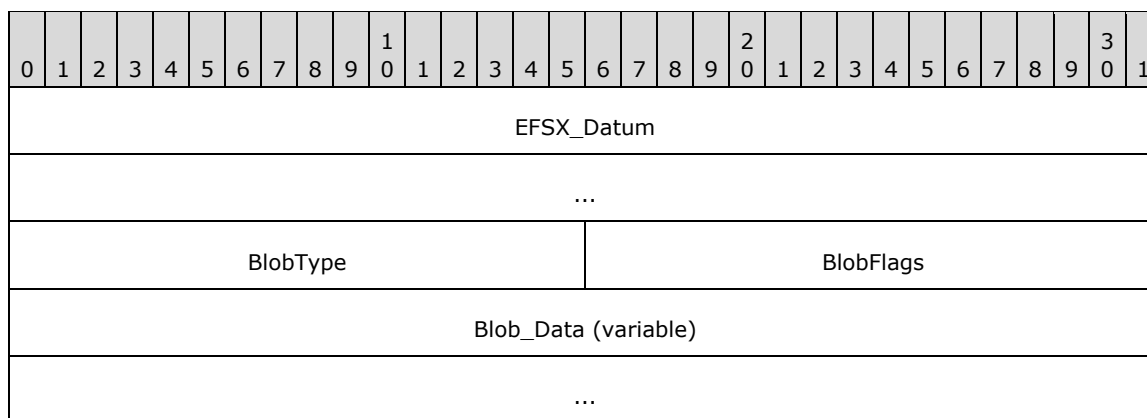 1 2 3
0 1 2 3 4 5 6 7 8 9 0 1 2 3 4 5 6 7 8 9 0 1 2 3 4 5 6 7 8 9 0 1
EFSX_Datum
...
BlobType BlobFlags
Blob_Data (variable)
...